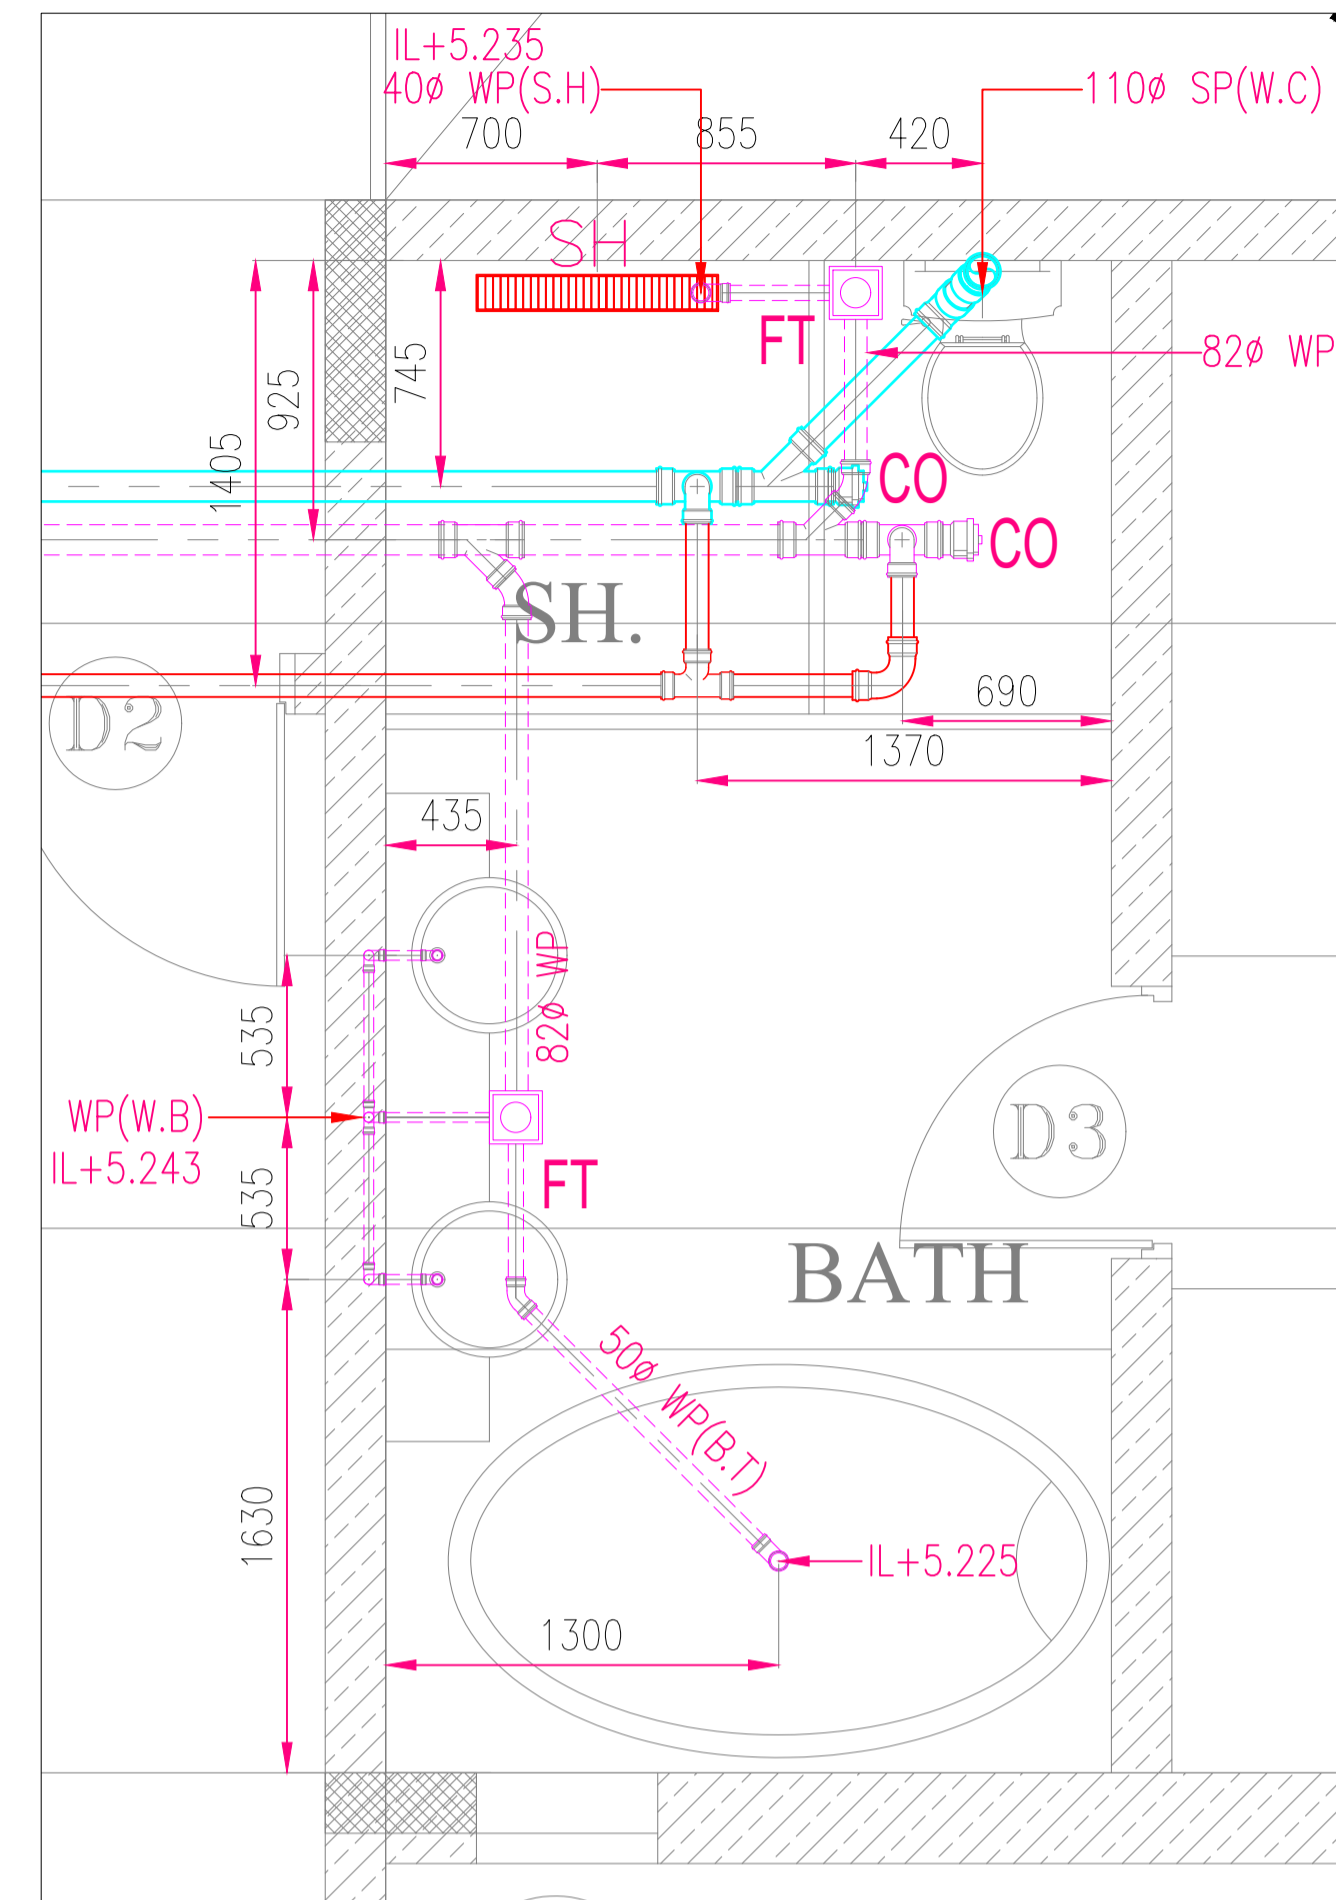 IL+5.235
40ø WP(S.H)
110ø SP(W.C)
700
855
420
SH
FT
82ø WP
745
925
1405
CO
CO
SH.
D2
690
1370
435
82ø WP
535
WP(W.B)
IL+5.243
535
FT
D3
BATH
50ø WP(B.T)
1630
IL+5.225
1300